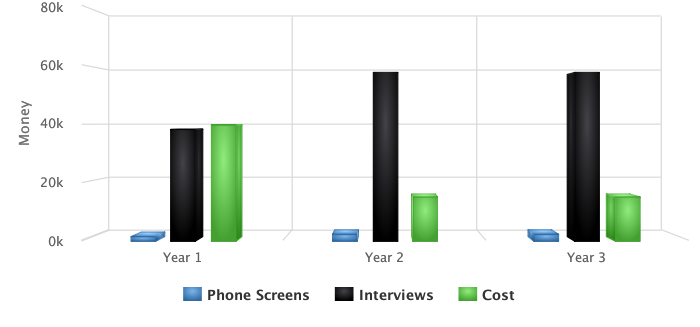 80k
60k
40k
20k
0k
Money
Year 1 Year 2 Year 3
Phone Screens Interviews Cost